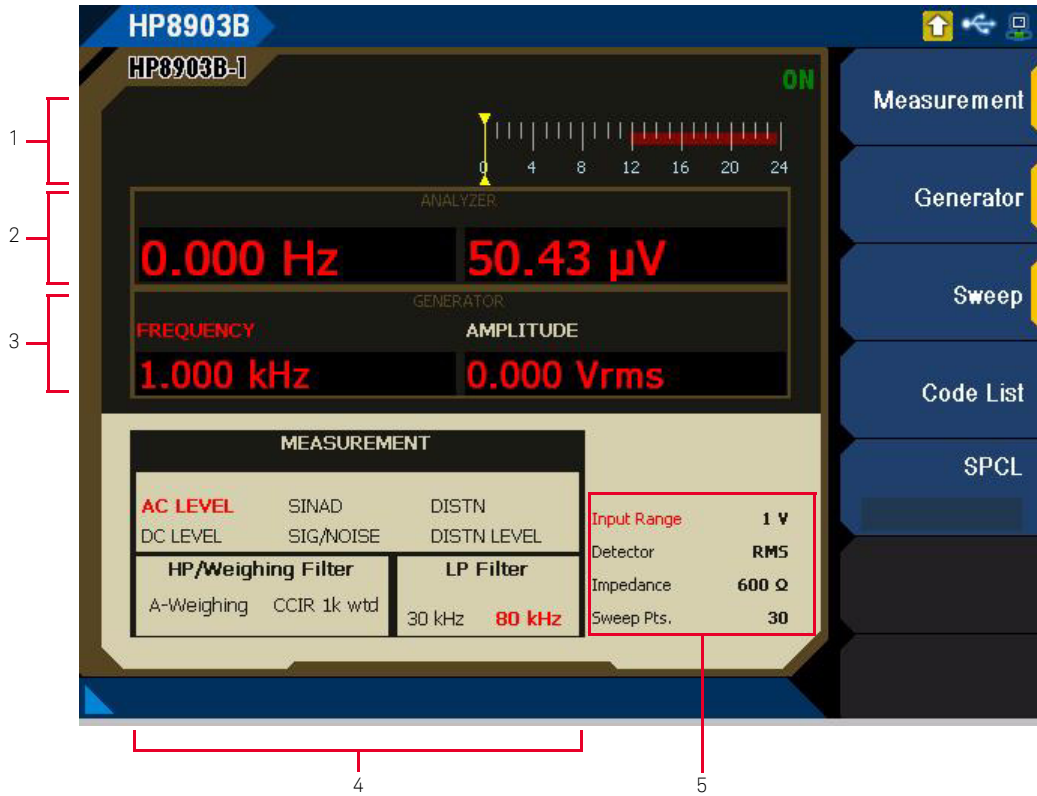 HP8903B
HP8903B-1
ON
0 4 8 12 16 20 24
ANALYZER
0.000 Hz 50.43 µV
GENERATOR
FREQUENCY AMPLITUDE
1.000 kHz 0.000 Vrms
MEASUREMENT
AC LEVEL SINAD DISTN
DC LEVEL SIG/NOISE DISTN LEVEL
HP/Weighing Filter LP Filter
A-Weighing CCIR 1k wtd 30 kHz 80 kHz
Input Range 1 V
Detector RMS
Impedance 600 Ω
Sweep Pts. 30
Measurement
Generator
Sweep
Code List
SPCL
1
2
3
4
5